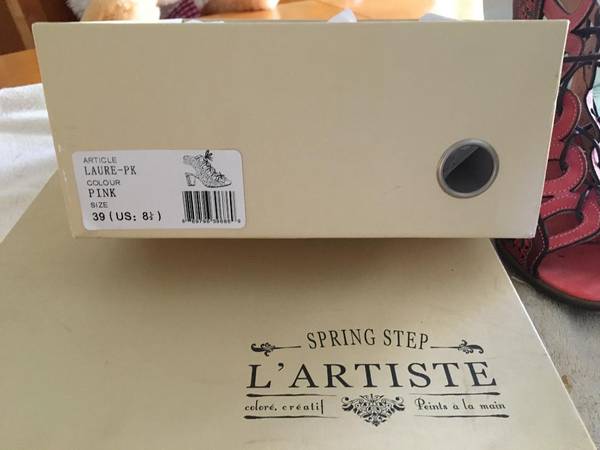 ARTICLE
LAURE-PK
COLOUR
PINK
SIZE
39 (US: 8½)
SPRING STEP
L'ARTISTE
coloré, créatif
Peints a la main